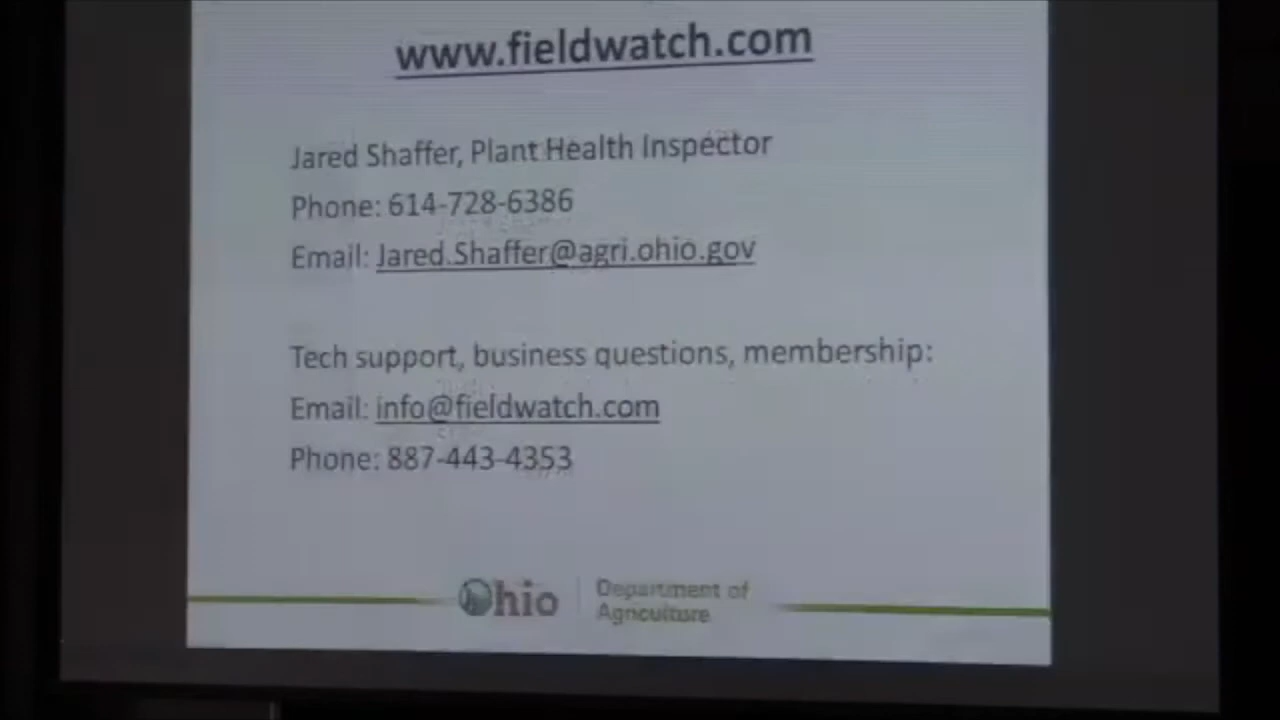 www.fieldwatch.com
Jared Shaffer, Plant Health Inspector
Phone: 614-728-6386
Email: Jared.Shaffer@agri.ohio.gov
Tech support, business questions, membership:
Email: info@fieldwatch.com
Phone: 887-443-4353
Ohio
Department of
Agriculture